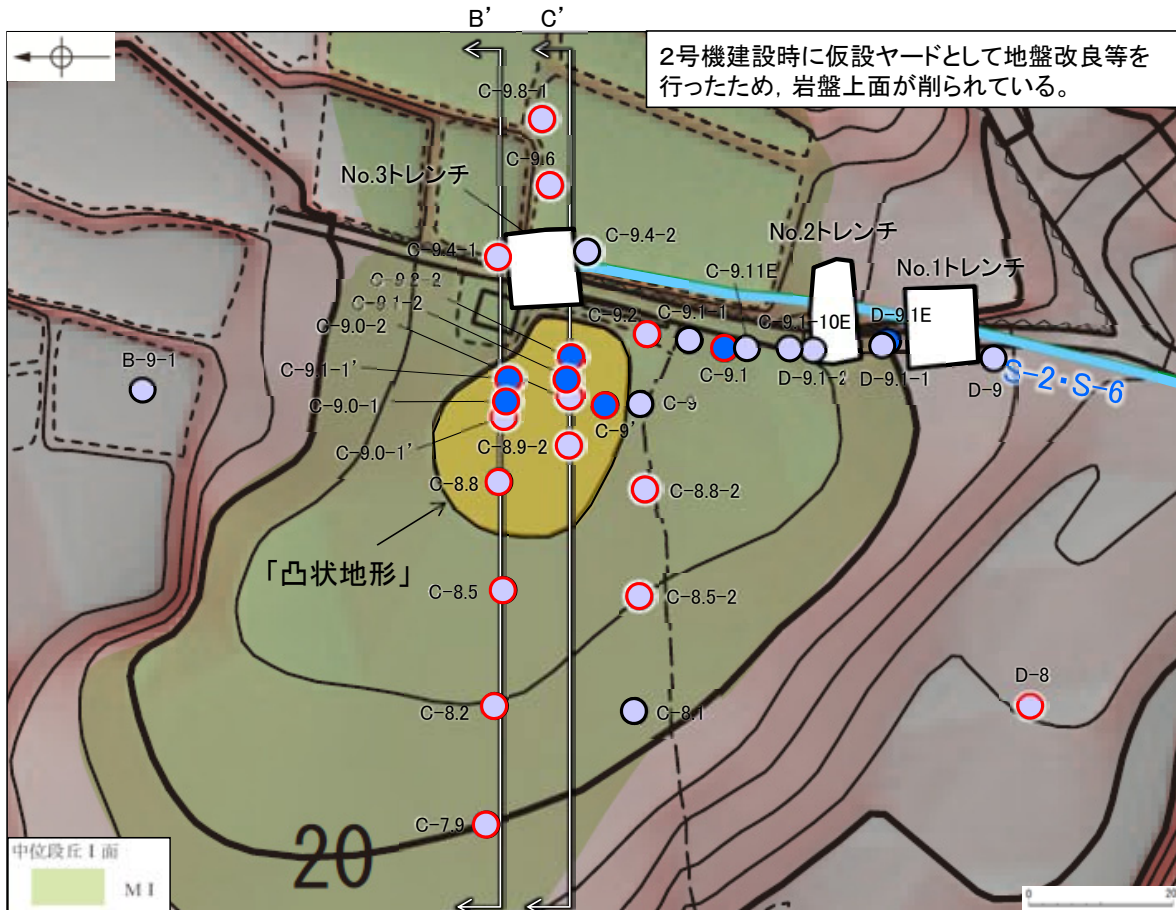 B’
C’
2号機建設時に仮設ヤードとして地盤改良等を
行ったため，岩盤上面が削られている。
C-9.8-1
C-9.6
No.3トレンチ
C-9.4-1
C-9.4-2
No.2トレンチ
C-9.2-2
C-9.11E
No.1トレンチ
C-9.1-2
C-9.2
C-9.1-1
C-9.1-10E
D-9.1E
C-9.0-2
B-9-1
C-9.1-1’
C-9.1
D-9.1-2
D-9.1-1
D-9
S-2・S-6
C-9.0-1
C-9
C-9’
C-9.0-1’
C-8.9-2
C-8.8
C-8.8-2
「凸状地形」
C-8.5
C-8.5-2
D-8
C-8.2
C-8.1
C-7.9
20
中位段丘Ⅰ面
MⅠ
0
20